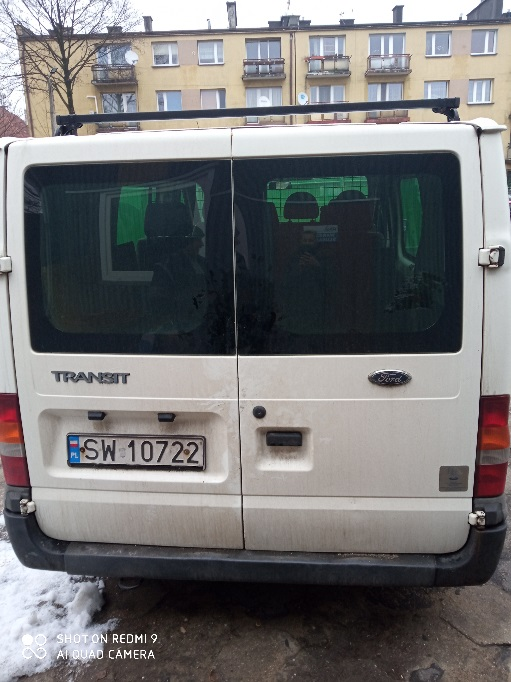 TRANSIT
Ford
SW 10722
PL
SHOT ON REDMI 9
AI QUAD CAMERA